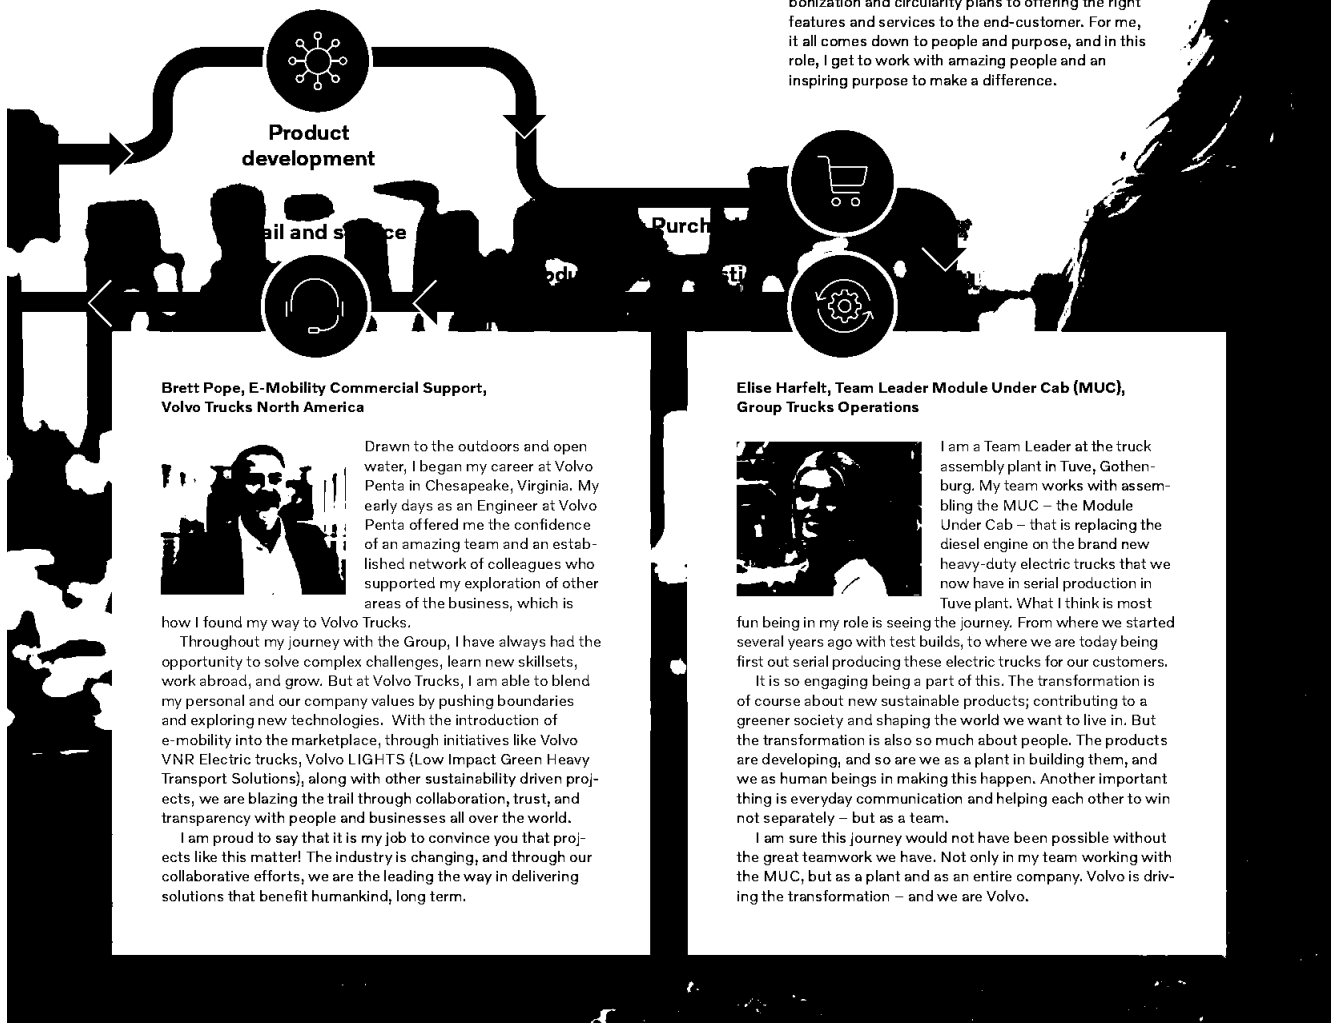 bonization and circularity plans to offering the right
features and services to the end-customer. For me,
it all comes down to people and purpose, and in this
role, I get to work with amazing people and an
inspiring purpose to make a difference.
Product
development
and
Brett Pope, E-Mobility Commercial Support,
Volvo Trucks North America
Drawn to the outdoors and open
water, I began my career at Volvo
Penta in Chesapeake, Virginia. My
early days as an Engineer at Volvo
Penta offered me the confidence
of an amazing team and an estab-
lished network of colleagues who
supported my exploration of other
areas of the business, which is
how I found my way to Volvo Trucks.
Throughout my journey with the Group, I have always had the
opportunity to solve complex challenges, learn new skillsets,
work abroad, and grow. But at Volvo Trucks, I am able to blend
my personal and our company values by pushing boundaries
and exploring new technologies. With the introduction of
e-mobility into the marketplace, through initiatives like Volvo
VNR Electric trucks, Volvo LIGHTS (Low Impact Green Heavy
Transport Solutions), along with other sustainability driven proj-
ects, we are blazing the trail through collaboration, trust, and
transparency with people and businesses all over the world.
I am proud to say that it is my job to convince you that proj-
ects like this matter! The industry is changing, and through our
collaborative efforts, we are the leading the way in delivering
solutions that benefit humankind, long term.
Elise Harfelt, Team Leader Module Under Cab (MUC),
Group Trucks Operations
I am a Team Leader at the truck
assembly plant in Tuve, Gothen-
burg. My team works with assem-
bling the MUC – the Module
Under Cab – that is replacing the
diesel engine on the brand new
heavy-duty electric trucks that we
now have in serial production in
Tuve plant. What I think is most
fun being in my role is seeing the journey. From where we started
several years ago with test builds, to where we are today being
first out serial producing these electric trucks for our customers.
It is so engaging being a part of this. The transformation is
of course about new sustainable products; contributing to a
greener society and shaping the world we want to live in. But
the transformation is also so much about people. The products
are developing, and so are we as a plant in building them, and
we as human beings in making this happen. Another important
thing is everyday communication and helping each other to win
not separately – but as a team.
I am sure this journey would not have been possible without
the great teamwork we have. Not only in my team working with
the MUC, but as a plant and as an entire company. Volvo is driv-
ing the transformation – and we are Volvo.